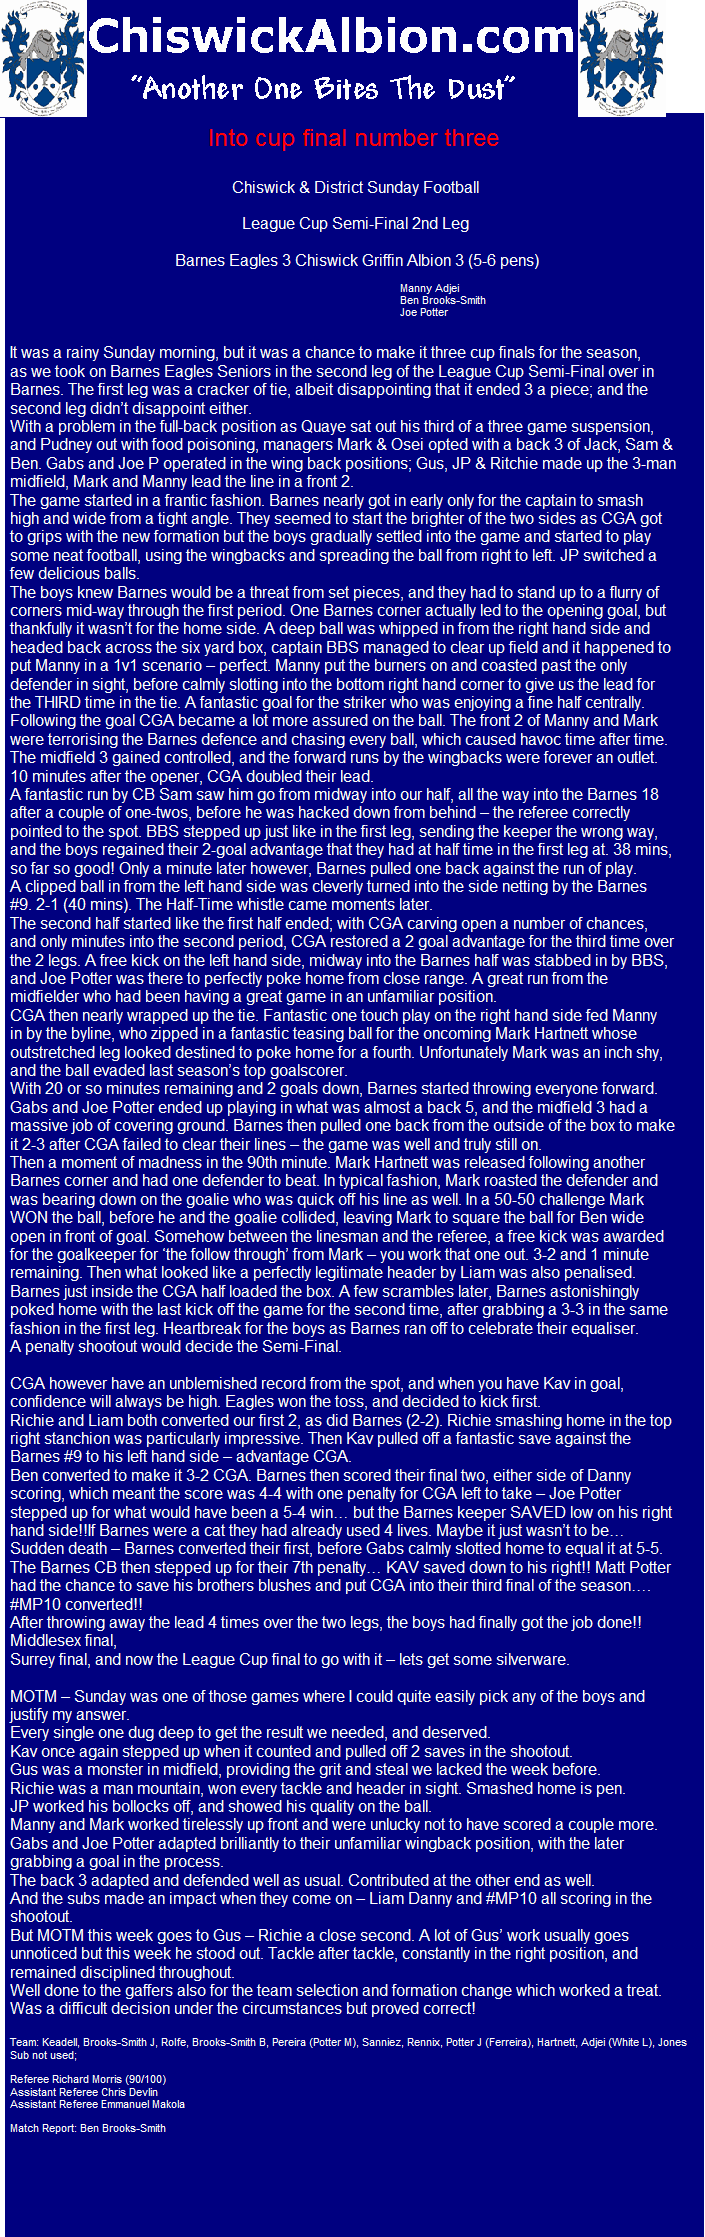 ChiswickAlbion.com
“Another One Bites The Dust”
Into cup final number three
Chiswick & District Sunday Football
League Cup Semi-Final 2nd Leg
Barnes Eagles 3 Chiswick Griffin Albion 3 (5-6 pens)
Manny Adjei
Ben Brooks-Smith
Joe Potter
It was a rainy Sunday morning, but it was a chance to make it three cup finals for the season,
as we took on Barnes Eagles Seniors in the second leg of the League Cup Semi-Final over in
Barnes. The first leg was a cracker of tie, albeit disappointing that it ended 3 a piece; and the
second leg didn’t disappoint either.
With a problem in the full-back position as Quaye sat out his third of a three game suspension,
and Pudney out with food poisoning, managers Mark & Osei opted with a back 3 of Jack, Sam &
Ben. Gabs and Joe P operated in the wing back positions; Gus, JP & Ritchie made up the 3-man
midfield, Mark and Manny lead the line in a front 2.
The game started in a frantic fashion. Barnes nearly got in early only for the captain to smash
high and wide from a tight angle. They seemed to start the brighter of the two sides as CGA got
to grips with the new formation but the boys gradually settled into the game and started to play
some neat football, using the wingbacks and spreading the ball from right to left. JP switched a
few delicious balls.
The boys knew Barnes would be a threat from set pieces, and they had to stand up to a flurry of
corners mid-way through the first period. One Barnes corner actually led to the opening goal, but
thankfully it wasn’t for the home side. A deep ball was whipped in from the right hand side and
headed back across the six yard box, captain BBS managed to clear up field and it happened to
put Manny in a 1v1 scenario – perfect. Manny put the burners on and coasted past the only
defender in sight, before calmly slotting into the bottom right hand corner to give us the lead for
the THIRD time in the tie. A fantastic goal for the striker who was enjoying a fine half centrally.
Following the goal CGA became a lot more assured on the ball. The front 2 of Manny and Mark
were terrorising the Barnes defence and chasing every ball, which caused havoc time after time.
The midfield 3 gained controlled, and the forward runs by the wingbacks were forever an outlet.
10 minutes after the opener, CGA doubled their lead.
A fantastic run by CB Sam saw him go from midway into our half, all the way into the Barnes 18
after a couple of one-twos, before he was hacked down from behind – the referee correctly
pointed to the spot. BBS stepped up just like in the first leg, sending the keeper the wrong way,
and the boys regained their 2-goal advantage that they had at half time in the first leg at. 38 mins,
so far so good! Only a minute later however, Barnes pulled one back against the run of play.
A clipped ball in from the left hand side was cleverly turned into the side netting by the Barnes
#9. 2-1 (40 mins). The Half-Time whistle came moments later.
The second half started like the first half ended; with CGA carving open a number of chances,
and only minutes into the second period, CGA restored a 2 goal advantage for the third time over
the 2 legs. A free kick on the left hand side, midway into the Barnes half was stabbed in by BBS,
and Joe Potter was there to perfectly poke home from close range. A great run from the
midfielder who had been having a great game in an unfamiliar position.
CGA then nearly wrapped up the tie. Fantastic one touch play on the right hand side fed Manny
in by the byline, who zipped in a fantastic teasing ball for the oncoming Mark Hartnett whose
outstretched leg looked destined to poke home for a fourth. Unfortunately Mark was an inch shy,
and the ball evaded last season’s top goalscorer.
With 20 or so minutes remaining and 2 goals down, Barnes started throwing everyone forward.
Gabs and Joe Potter ended up playing in what was almost a back 5, and the midfield 3 had a
massive job of covering ground. Barnes then pulled one back from the outside of the box to make
it 2-3 after CGA failed to clear their lines – the game was well and truly still on.
Then a moment of madness in the 90th minute. Mark Hartnett was released following another
Barnes corner and had one defender to beat. In typical fashion, Mark roasted the defender and
was bearing down on the goalie who was quick off his line as well. In a 50-50 challenge Mark
WON the ball, before he and the goalie collided, leaving Mark to square the ball for Ben wide
open in front of goal. Somehow between the linesman and the referee, a free kick was awarded
for the goalkeeper for ‘the follow through’ from Mark – you work that one out. 3-2 and 1 minute
remaining. Then what looked like a perfectly legitimate header by Liam was also penalised.
Barnes just inside the CGA half loaded the box. A few scrambles later, Barnes astonishingly
poked home with the last kick off the game for the second time, after grabbing a 3-3 in the same
fashion in the first leg. Heartbreak for the boys as Barnes ran off to celebrate their equaliser.
A penalty shootout would decide the Semi-Final.
CGA however have an unblemished record from the spot, and when you have Kav in goal,
confidence will always be high. Eagles won the toss, and decided to kick first.
Richie and Liam both converted our first 2, as did Barnes (2-2). Richie smashing home in the top
right stanchion was particularly impressive. Then Kav pulled off a fantastic save against the
Barnes #9 to his left hand side – advantage CGA.
Ben converted to make it 3-2 CGA. Barnes then scored their final two, either side of Danny
scoring, which meant the score was 4-4 with one penalty for CGA left to take – Joe Potter
stepped up for what would have been a 5-4 win… but the Barnes keeper SAVED low on his right
hand side!!If Barnes were a cat they had already used 4 lives. Maybe it just wasn’t to be…
Sudden death – Barnes converted their first, before Gabs calmly slotted home to equal it at 5-5.
The Barnes CB then stepped up for their 7th penalty… KAV saved down to his right!! Matt Potter
had the chance to save his brothers blushes and put CGA into their third final of the season….
#MP10 converted!!
After throwing away the lead 4 times over the two legs, the boys had finally got the job done!!
Middlesex final,
Surrey final, and now the League Cup final to go with it – lets get some silverware.
MOTM – Sunday was one of those games where I could quite easily pick any of the boys and
justify my answer.
Every single one dug deep to get the result we needed, and deserved.
Kav once again stepped up when it counted and pulled off 2 saves in the shootout.
Gus was a monster in midfield, providing the grit and steal we lacked the week before.
Richie was a man mountain, won every tackle and header in sight. Smashed home is pen.
JP worked his bollocks off, and showed his quality on the ball.
Manny and Mark worked tirelessly up front and were unlucky not to have scored a couple more.
Gabs and Joe Potter adapted brilliantly to their unfamiliar wingback position, with the later
grabbing a goal in the process.
The back 3 adapted and defended well as usual. Contributed at the other end as well.
And the subs made an impact when they come on – Liam Danny and #MP10 all scoring in the
shootout.
But MOTM this week goes to Gus – Richie a close second. A lot of Gus’ work usually goes
unnoticed but this week he stood out. Tackle after tackle, constantly in the right position, and
remained disciplined throughout.
Well done to the gaffers also for the team selection and formation change which worked a treat.
Was a difficult decision under the circumstances but proved correct!
Team: Keadell, Brooks-Smith J, Rolfe, Brooks-Smith B, Pereira (Potter M), Sanniez, Rennix, Potter J (Ferreira), Hartnett, Adjei (White L), Jones
Sub not used;
Referee Richard Morris (90/100)
Assistant Referee Chris Devlin
Assistant Referee Emmanuel Makola
Match Report: Ben Brooks-Smith